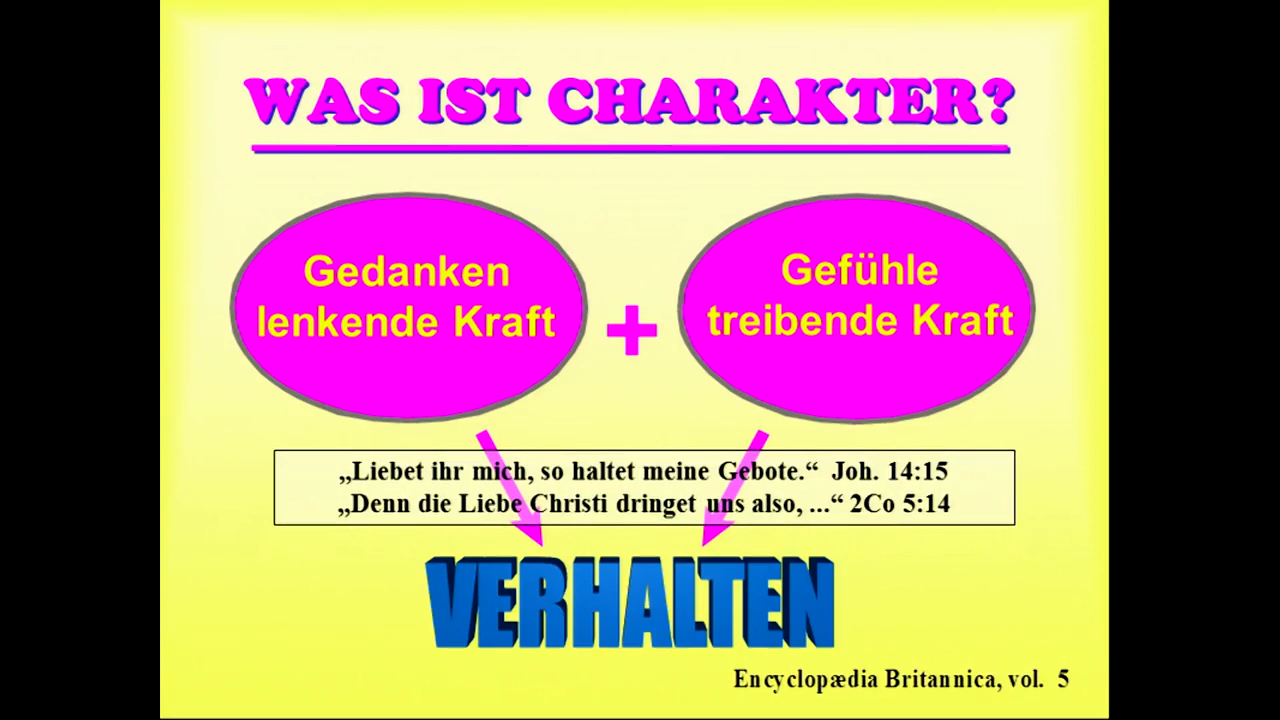 WAS IST CHARAKTER?
Gedanken
lenkende Kraft
+
Gefühle
treibende Kraft
„Liebet ihr mich, so haltet meine Gebote.“ Joh. 14:15
„Denn die Liebe Christi dringet uns also, ...“ 2Co 5:14
VERHALTEN
Encyclopædia Britannica, vol. 5